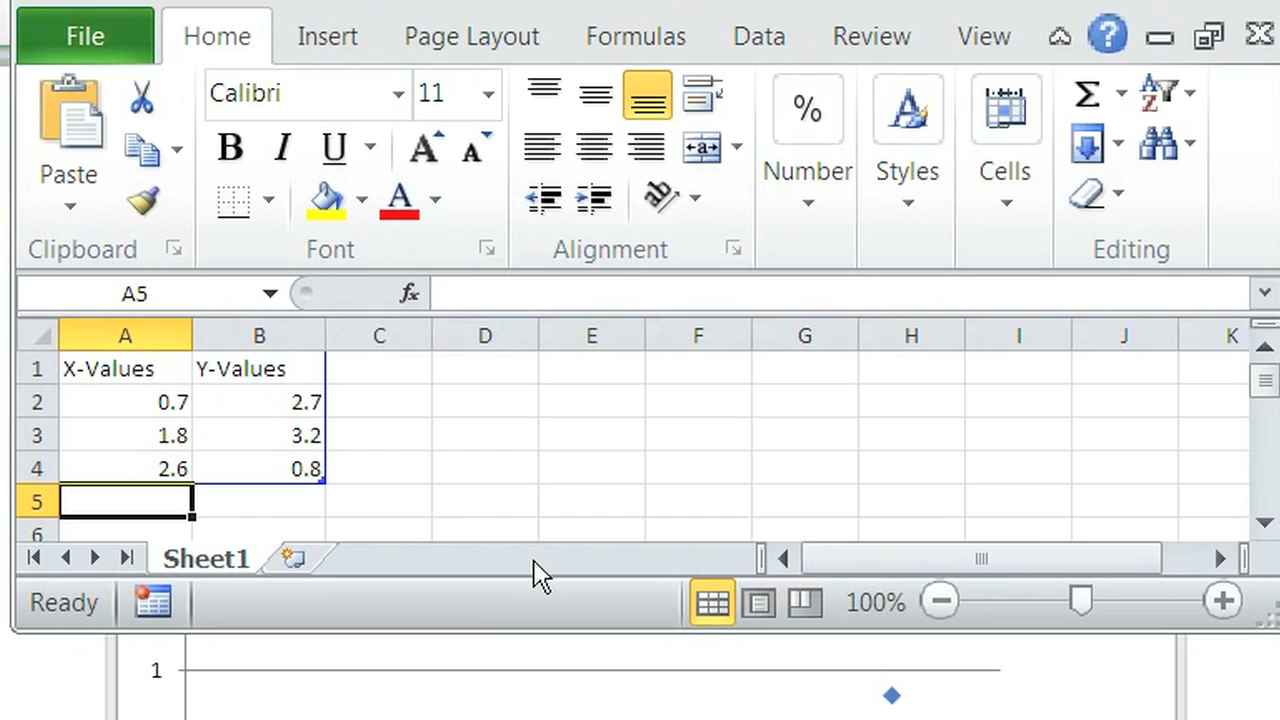 File Home Insert Page Layout Formulas Data Review View
Calibri 11
Paste
B I U A A
A ab
a
%
Number Styles Cells
Σ
A Z
Clipboard Font Alignment Editing
A5 fx
A B C D E F G H I J K
1 X-Values Y-Values
2 0.7 2.7
3 1.8 3.2
4 2.6 0.8
5
6
Sheet1
Ready 100%
1